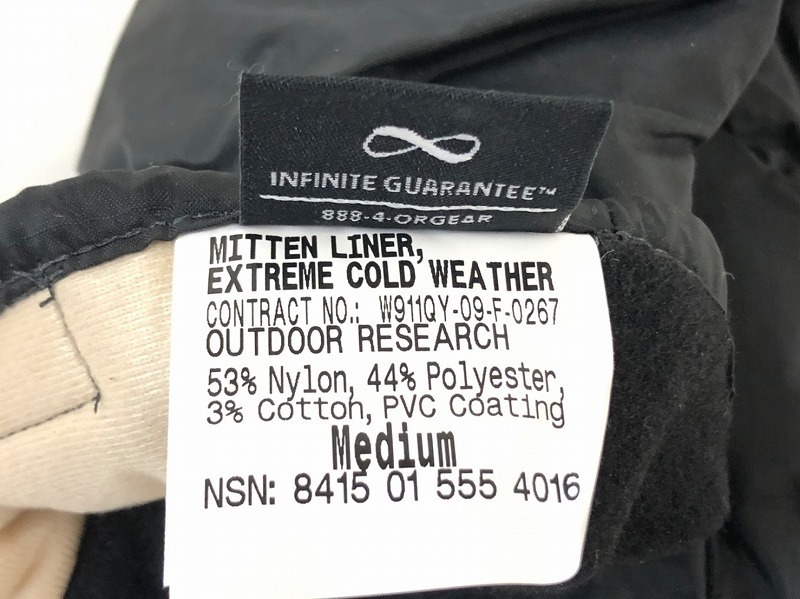 INFINITE GUARANTEE™
888-4-ORGEAR
MITTEN LINER,
EXTREME COLD WEATHER
CONTRACT NO.: W911QY-09-F-0267
OUTDOOR RESEARCH
53% Nylon, 44% Polyester,
3% Cotton, PVC Coating
Medium
NSN: 8415 01 555 4016